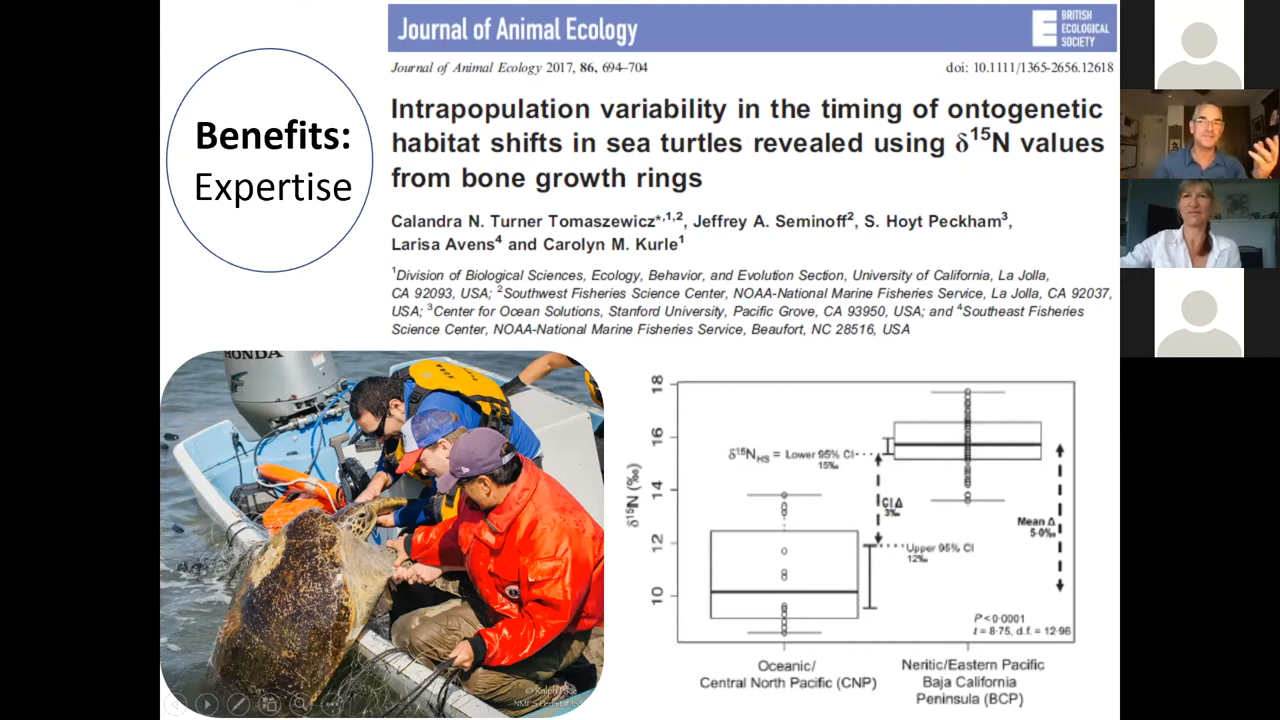 Benefits:
Expertise
Journal of Animal Ecology
BRITISH
ECOLOGICAL
SOCIETY
Journal of Animal Ecology 2017, 86, 694–704
doi: 10.1111/1365-2656.12618
Intrapopulation variability in the timing of ontogenetic
habitat shifts in sea turtles revealed using δ¹⁵N values
from bone growth rings
Calandra N. Turner Tomaszewicz*,¹,², Jeffrey A. Seminoff², S. Hoyt Peckham³,
Larisa Avens⁴ and Carolyn M. Kurle¹
¹Division of Biological Sciences, Ecology, Behavior, and Evolution Section, University of California, La Jolla,
CA 92093, USA; ²Southwest Fisheries Science Center, NOAA-National Marine Fisheries Service, La Jolla, CA 92037,
USA; ³Center for Ocean Solutions, Stanford University, Pacific Grove, CA 93950, USA; and ⁴Southeast Fisheries
Science Center, NOAA-National Marine Fisheries Service, Beaufort, NC 28516, USA
HONDA
NOAA
© Ralph Pace
NMFS Permit
δ¹⁵N (‰)
18
16
14
12
10
δ¹⁵N_HS = Lower 95% CI
15‰
CI Δ
3‰
Upper 95% CI
12‰
Mean Δ
5·0‰
P < 0·0001
t = 8·75, d.f. = 12·96
Oceanic/
Central North Pacific (CNP)
Neritic/Eastern Pacific
Baja California
Peninsula (BCP)